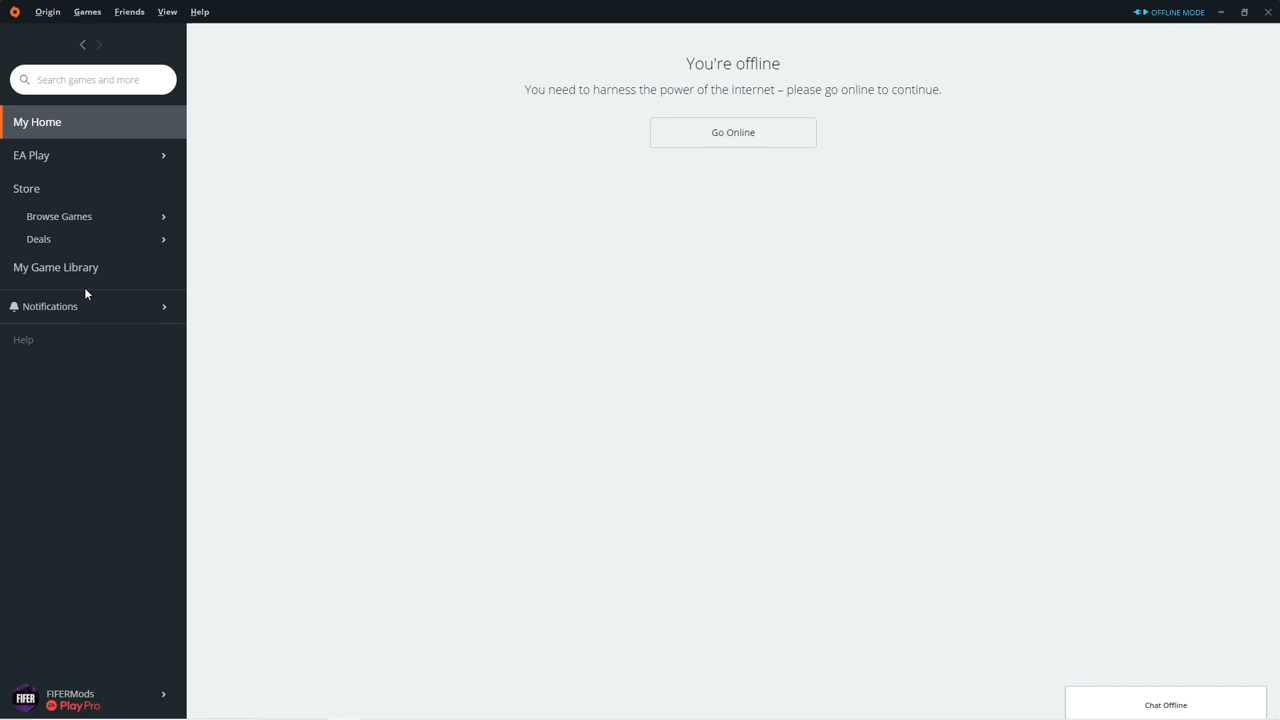 Origin Games Friends View Help OFFLINE MODE
Search games and more
My Home
EA Play
Store
Browse Games
Deals
My Game Library
Notifications
Help
FIFER
FIFERMods
EA Play Pro
You're offline
You need to harness the power of the internet – please go online to continue.
Go Online
Chat Offline